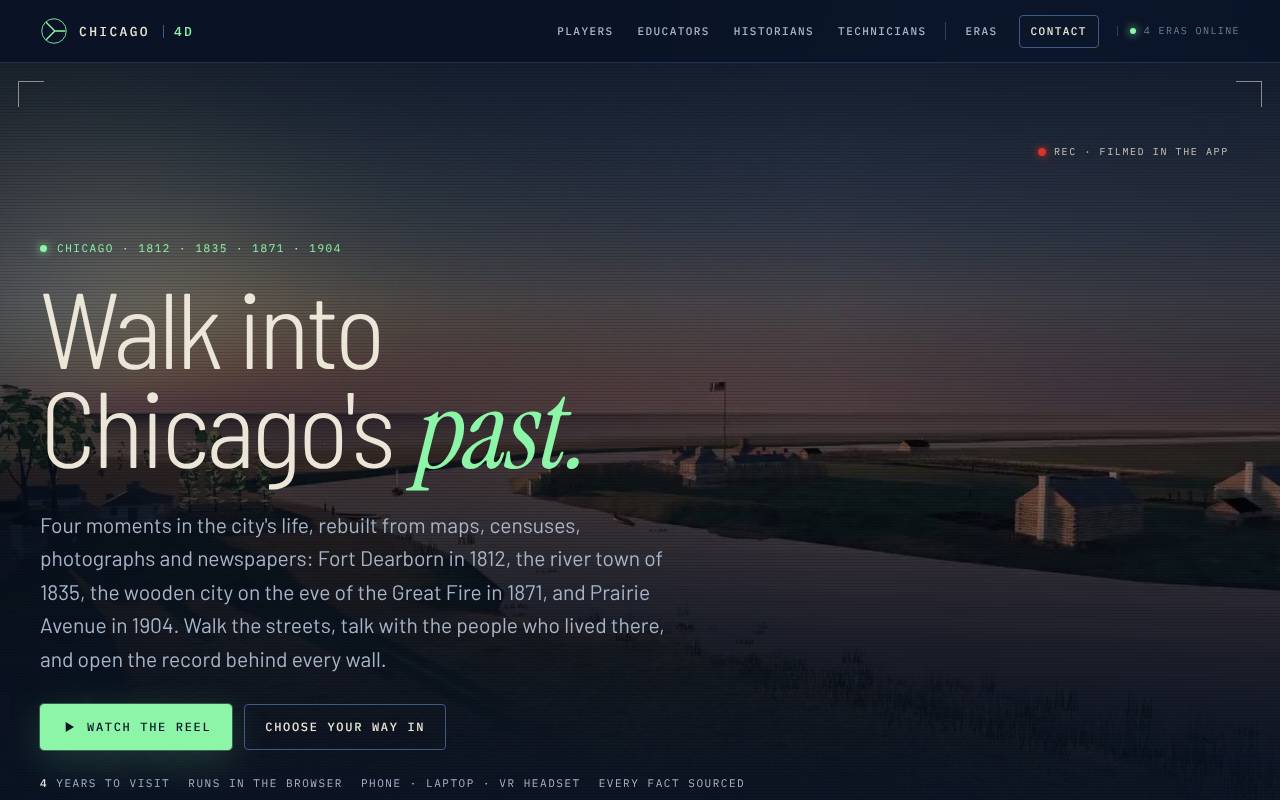 CHICAGO | 4D
PLAYERS EDUCATORS HISTORIANS TECHNICIANS ERAS CONTACT 4 ERAS ONLINE
REC · FILMED IN THE APP
CHICAGO · 1812 · 1835 · 1871 · 1904
Walk into
Chicago's past.
Four moments in the city's life, rebuilt from maps, censuses,
photographs and newspapers: Fort Dearborn in 1812, the river town of
1835, the wooden city on the eve of the Great Fire in 1871, and Prairie
Avenue in 1904. Walk the streets, talk with the people who lived there,
and open the record behind every wall.
WATCH THE REEL CHOOSE YOUR WAY IN
4 YEARS TO VISIT RUNS IN THE BROWSER PHONE · LAPTOP · VR HEADSET EVERY FACT SOURCED